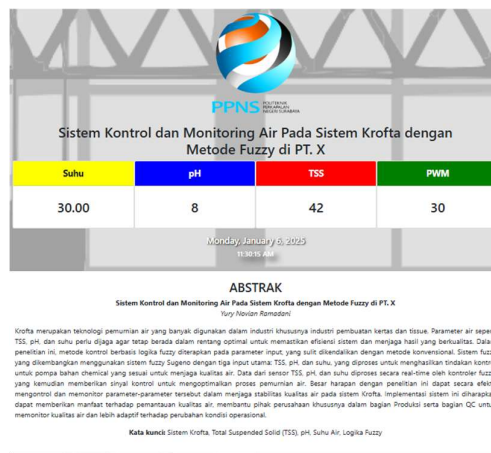 PPNS POLITEKNIK
PERKAPALAN
NEGERI SURABAYA
Sistem Kontrol dan Monitoring Air Pada Sistem Krofta dengan
Metode Fuzzy di PT. X
Suhu pH TSS PWM
30.00 8 42 30
Monday, January 6, 2025
11:30:15 AM
ABSTRAK
Sistem Kontrol dan Monitoring Air Pada Sistem Krofta dengan Metode Fuzzy di PT. X
Yury Novian Ramadani
Krofta merupakan teknologi pemurnian air yang banyak digunakan dalam industri khususnya industri pembuatan kertas dan tissue. Parameter air seper
TSS, pH, dan suhu perlu dijaga agar tetap berada dalam rentang optimal untuk memastikan efisiensi sistem dan menjaga hasil yang berkualitas. Dala
penelitian ini, metode kontrol berbasis logika fuzzy diterapkan pada parameter input, yang sulit dikendalikan dengan metode konvensional. Sistem fuz
yang dikembangkan menggunakan sistem fuzzy Sugeno dengan tiga input utama: TSS, pH, dan suhu, yang diproses untuk menghasilkan tindakan kontr
untuk pompa bahan chemical yang sesuai untuk menjaga kualitas air. Data dari sensor TSS, pH, dan suhu diproses secara real-time oleh kontroler fuzz
yang kemudian memberikan sinyal kontrol untuk mengoptimalkan proses pemurnian air. Besar harapan dengan penelitian ini dapat secara efekt
mengontrol dan memonitor parameter-parameter tersebut dalam menjaga stabilitas kualitas air pada sistem Krofta. Implementasi sistem ini diharapka
dapat memberikan manfaat terhadap pemantauan kualitas air, membantu pihak perusahaan khususnya dalam bagian Produksi serta bagian QC untu
memonitor kualitas air dan lebih adaptif terhadap perubahan kondisi operasional.
Kata kunci: Sistem Krofta, Total Suspended Solid (TSS), pH, Suhu Air, Logika Fuzzy